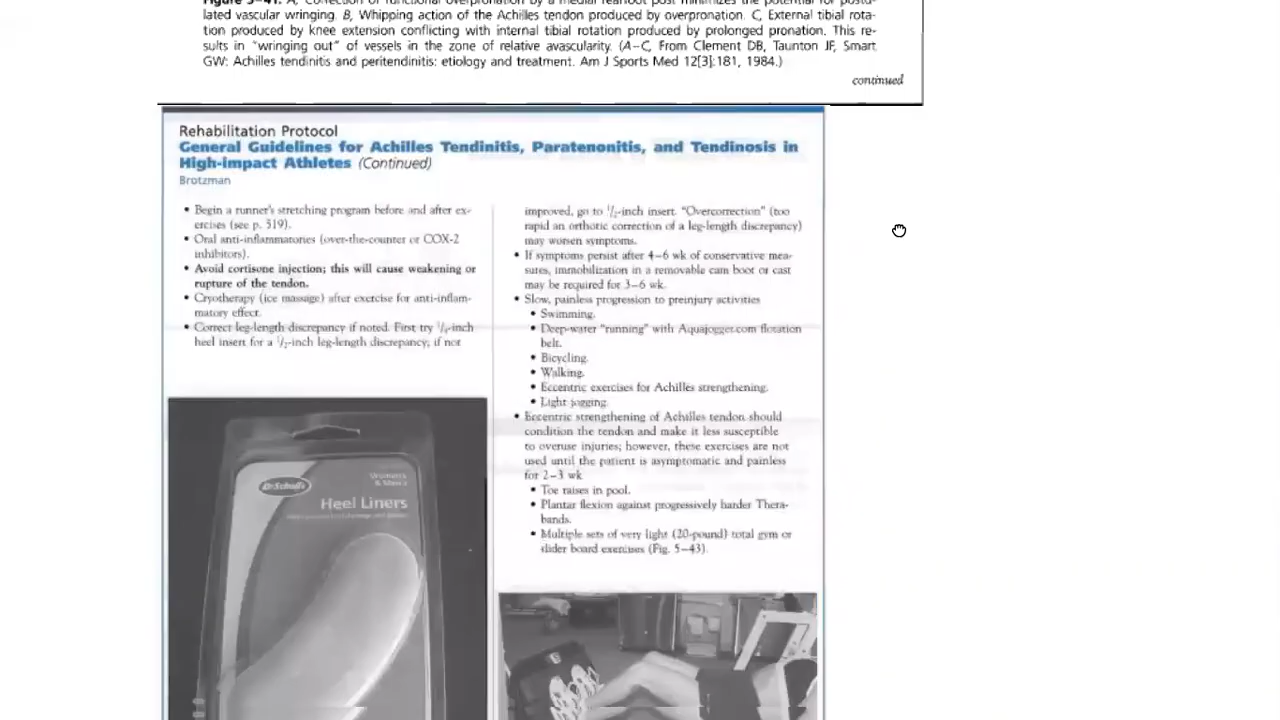 Figure 5–41. A, Correction of functional overpronation by a medial rearfoot post minimizes the potential for postu-
lated vascular wringing. B, Whipping action of the Achilles tendon produced by overpronation. C, External tibial rota-
tion produced by knee extension conflicting with internal tibial rotation produced by prolonged pronation. This re-
sults in "wringing out" of vessels in the zone of relative avascularity. (A–C, From Clement DB, Taunton JF, Smart
GW: Achilles tendinitis and peritendinitis: etiology and treatment. Am J Sports Med 12[3]:181, 1984.)
continued
Rehabilitation Protocol
General Guidelines for Achilles Tendinitis, Paratenonitis, and Tendinosis in
High-Impact Athletes (Continued)
Brotzman
• Begin a runner's stretching program before and after ex-
ercises (see p. 519).
• Oral anti-inflammatories (over-the-counter or COX-2
inhibitors).
• Avoid cortisone injection; this will cause weakening or
rupture of the tendon.
• Cryotherapy (ice massage) after exercise for anti-inflam-
matory effect.
• Correct leg-length discrepancy if noted. First try 1/4-inch
heel insert for a 1/2-inch leg-length discrepancy; if not
improved, go to 1/2-inch insert. "Overcorrection" (too
rapid an orthotic correction of a leg-length discrepancy)
may worsen symptoms.
• If symptoms persist after 4–6 wk of conservative mea-
sures, immobilization in a removable cam boot or cast
may be required for 3–6 wk.
• Slow, painless progression to preinjury activities
• Swimming.
• Deep-water "running" with Aquajogger.com flotation
belt.
• Bicycling.
• Walking.
• Eccentric exercises for Achilles strengthening.
• Light jogging.
• Eccentric strengthening of Achilles tendon should
condition the tendon and make it less susceptible
to overuse injuries; however, these exercises are not
used until the patient is asymptomatic and painless
for 2–3 wk
• Toe raises in pool.
• Plantar flexion against progressively harder Thera-
bands.
• Multiple sets of very light (20-pound) total gym or
slider board exercises (Fig. 5–43).
Dr. Scholl's
Women's
& Men's
Heel Liners